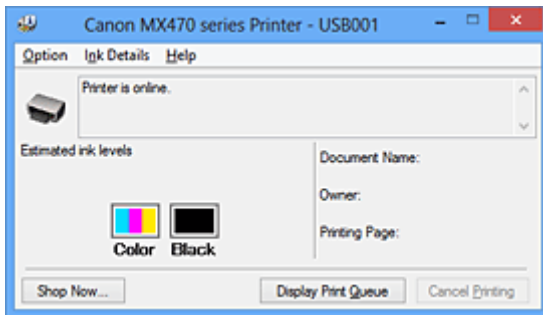 Canon MX470 series Printer - USB001
Option Ink Details Help
Printer is online.
Estimated ink levels
Document Name:
Owner:
Printing Page:
Color Black
Shop Now... Display Print Queue Cancel Printing